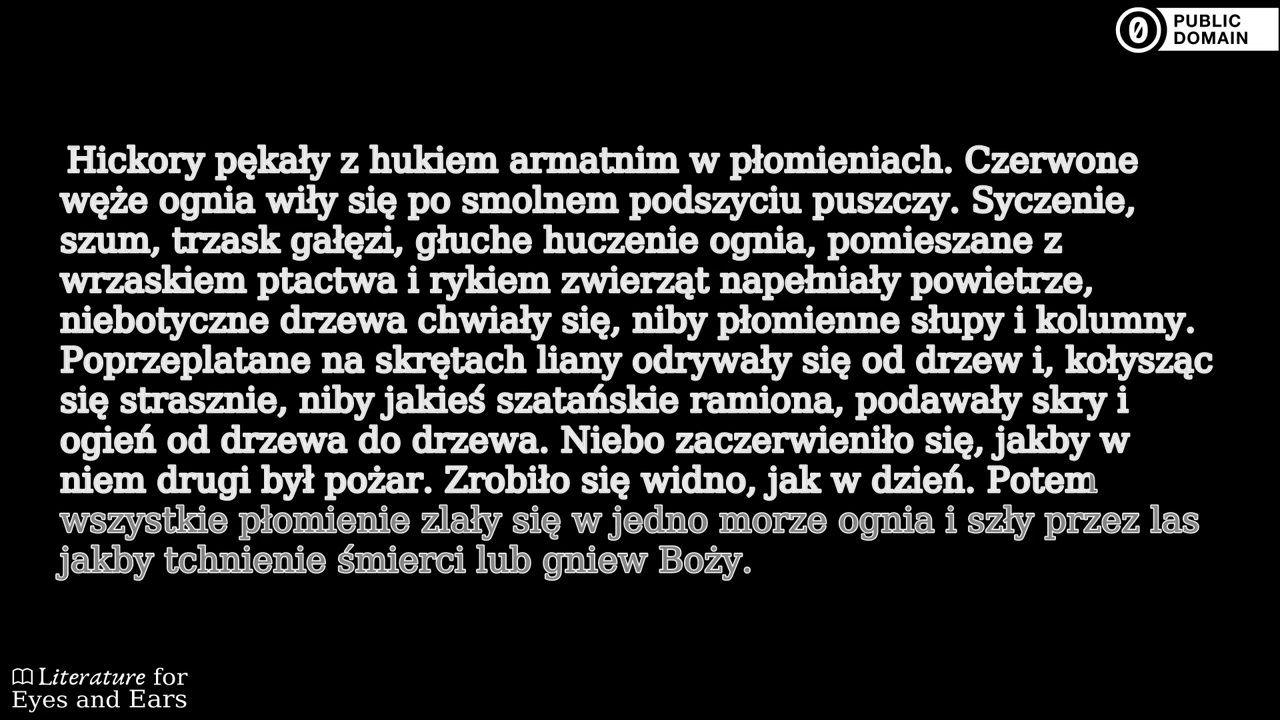 PUBLIC
DOMAIN
Hickory pękały z hukiem armatnim w płomieniach. Czerwone
węże ognia wiły się po smolnem podszyciu puszczy. Syczenie,
szum, trzask gałęzi, głuche huczenie ognia, pomieszane z
wrzaskiem ptactwa i rykiem zwierząt napełniały powietrze,
niebotyczne drzewa chwiały się, niby płomienne słupy i kolumny.
Poprzeplatane na skrętach liany odrywały się od drzew i, kołysząc
się strasznie, niby jakieś szatańskie ramiona, podawały skry i
ogień od drzewa do drzewa. Niebo zaczerwieniło się, jakby w
niem drugi był pożar. Zrobiło się widno, jak w dzień. Potem
wszystkie płomienie zlały się w jedno morze ognia i szły przez las
jakby tchnienie śmierci lub gniew Boży.
Literature for
Eyes and Ears